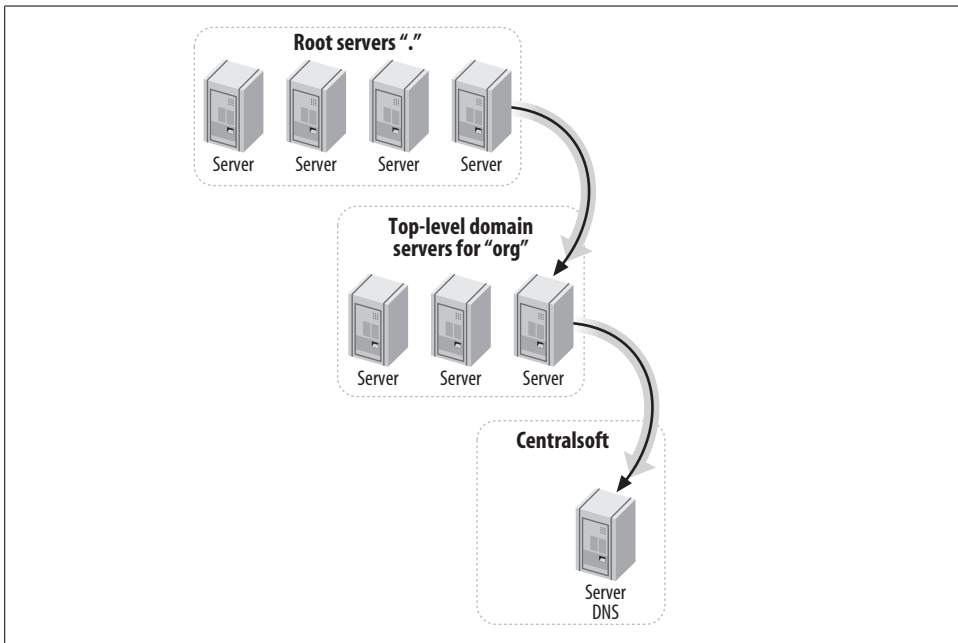 Root servers “.”
Server
Server
Server
Server
Top-level domain
servers for “org”
Server
Server
Server
Centralsoft
Server
DNS